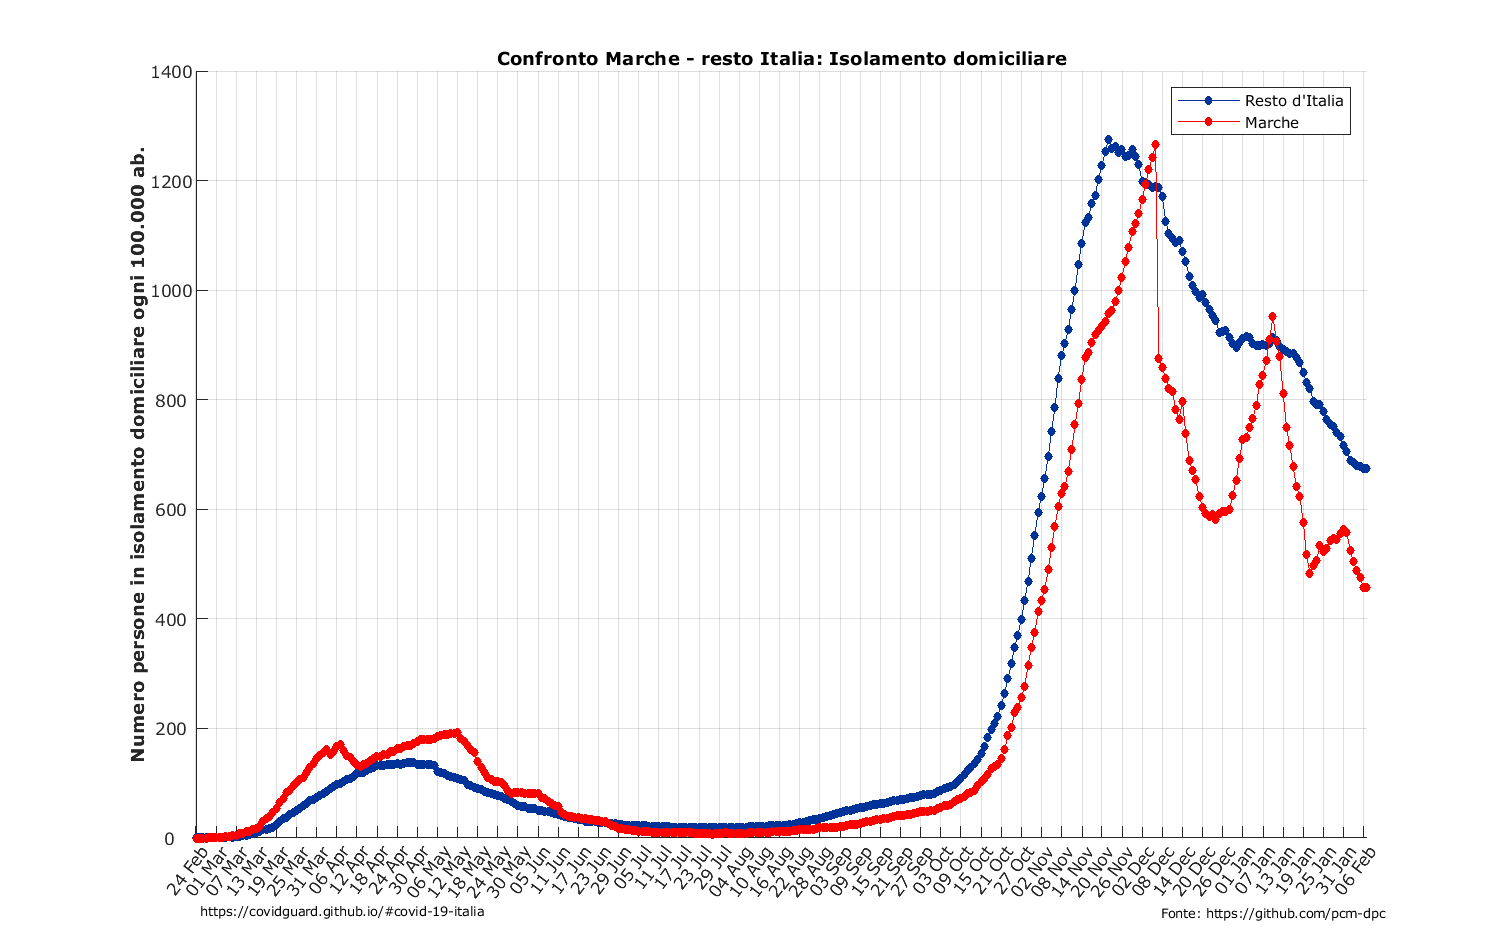 Confronto Marche - resto Italia: Isolamento domiciliare
Numero persone in isolamento domiciliare ogni 100.000 ab.
1400
1200
1000
800
600
400
200
0
Resto d'Italia
Marche
24 Feb
01 Mar
07 Mar
13 Mar
19 Mar
25 Mar
31 Mar
06 Apr
12 Apr
18 Apr
24 Apr
30 Apr
06 May
12 May
18 May
24 May
30 May
05 Jun
11 Jun
17 Jun
23 Jun
29 Jun
05 Jul
11 Jul
17 Jul
23 Jul
29 Jul
04 Aug
10 Aug
16 Aug
22 Aug
28 Aug
03 Sep
09 Sep
15 Sep
21 Sep
27 Sep
03 Oct
09 Oct
15 Oct
21 Oct
27 Oct
02 Nov
08 Nov
14 Nov
20 Nov
26 Nov
02 Dec
08 Dec
14 Dec
20 Dec
26 Dec
01 Jan
07 Jan
13 Jan
19 Jan
25 Jan
31 Jan
06 Feb
https://covidguard.github.io/#covid-19-italia
Fonte: https://github.com/pcm-dpc